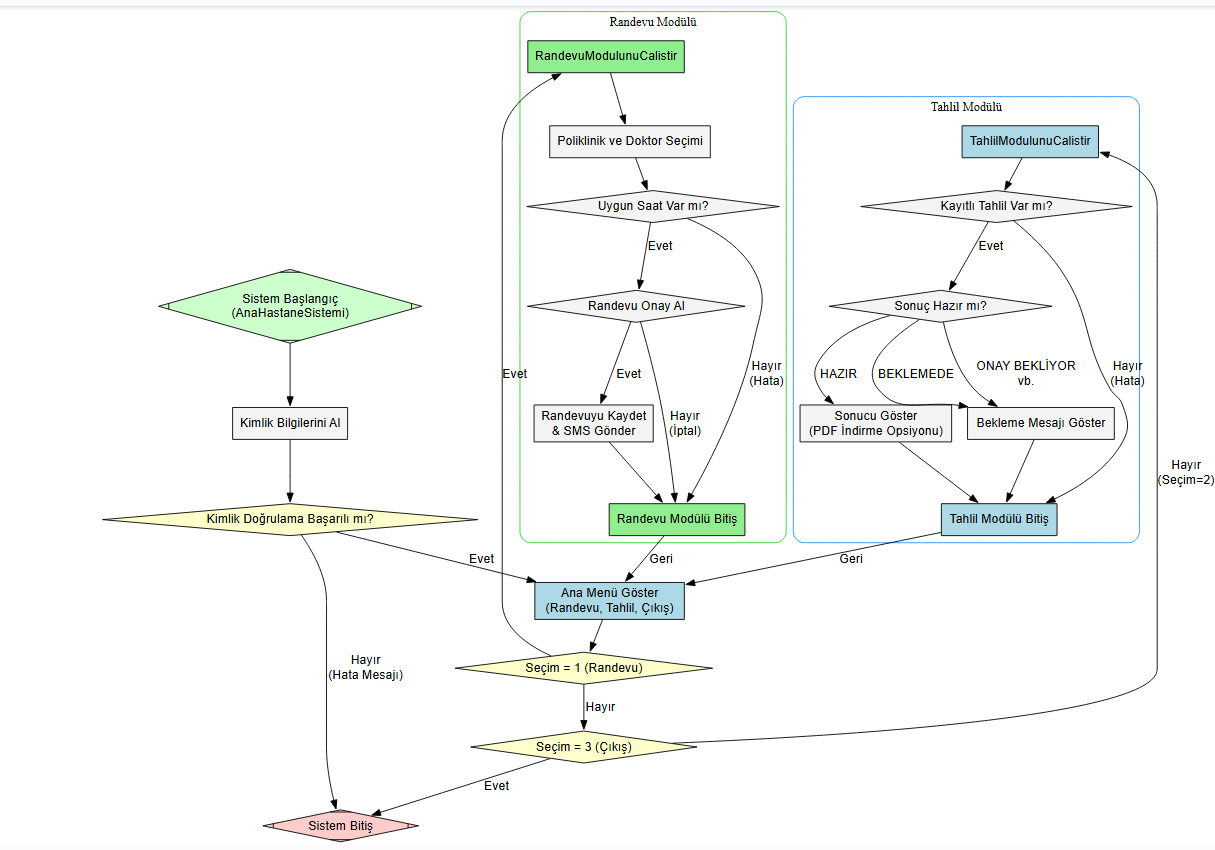 Randevu Modülü
RandevuModulunuCalistir
Tahlil Modülü
Poliklinik ve Doktor Seçimi
TahlilModulunuCalistir
Uygun Saat Var mı?
Kayıtlı Tahlil Var mı?
Evet
Evet
Sistem Başlangıç
(AnaHastaneSistemi)
Randevu Onay Al
Sonuç Hazır mı?
Evet
Evet
Hayır
(Hata)
HAZIR
BEKLEMEDE
ONAY BEKLİYOR
vb.
Hayır
(Hata)
Kimlik Bilgilerini Al
Randevuyu Kaydet
& SMS Gönder
Hayır
(İptal)
Sonucu Göster
(PDF İndirme Opsiyonu)
Bekleme Mesajı Göster
Hayır
(Seçim=2)
Kimlik Doğrulama Başarılı mı?
Randevu Modülü Bitiş
Tahlil Modülü Bitiş
Evet
Geri
Geri
Ana Menü Göster
(Randevu, Tahlil, Çıkış)
Hayır
(Hata Mesajı)
Seçim = 1 (Randevu)
Hayır
Seçim = 3 (Çıkış)
Evet
Sistem Bitiş